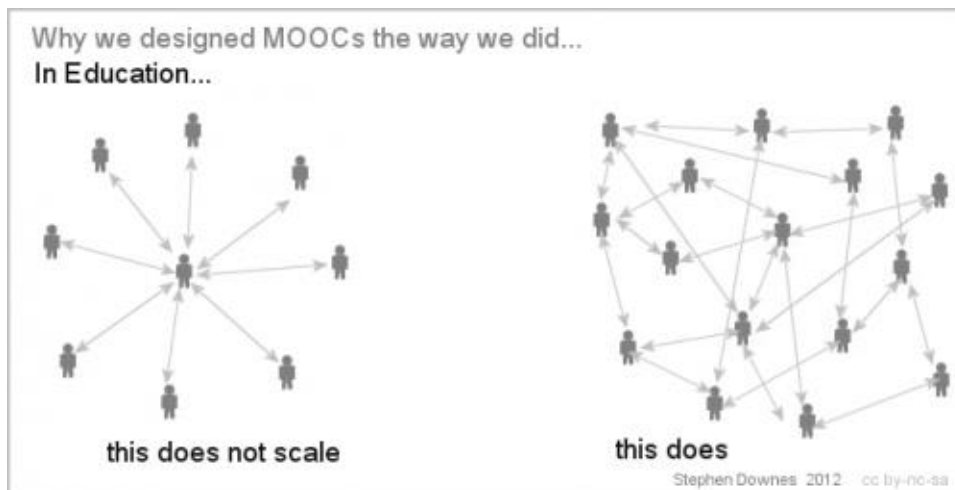 Why we designed MOOCs the way we did...
In Education...
this does not scale
this does
Stephen Downes 2012 cc by-nc-sa